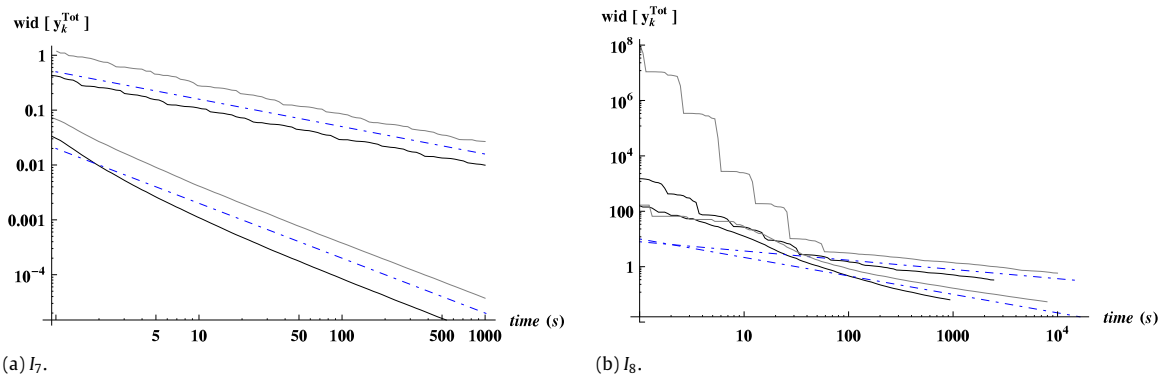 wid [ y_k^Tot ]
1
0.1
0.01
0.001
10^-4
5 10 50 100 500 1000
time (s)
(a) I_7.
wid [ y_k^Tot ]
10^8
10^6
10^4
100
1
10 100 1000 10^4
time (s)
(b) I_8.